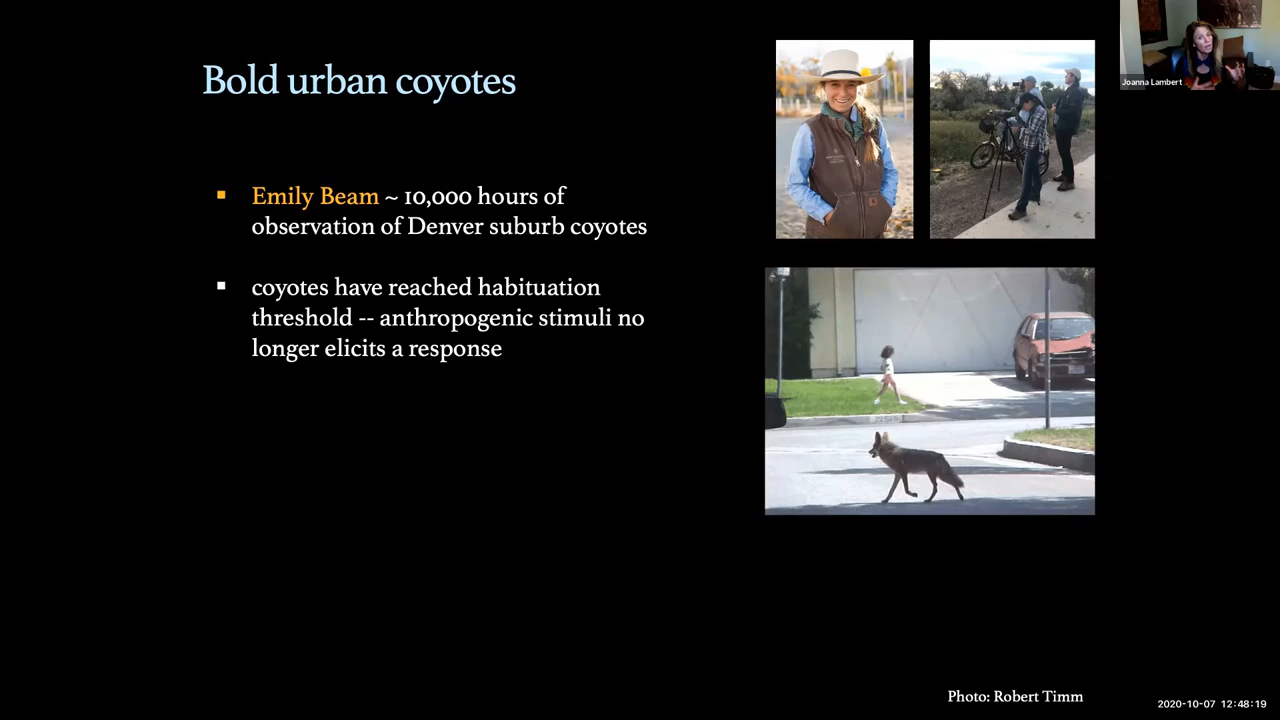 Bold urban coyotes
Joanna Lambert
▪ Emily Beam ~ 10,000 hours of
observation of Denver suburb coyotes
▪ coyotes have reached habituation
threshold -- anthropogenic stimuli no
longer elicits a response
Photo: Robert Timm
2020-10-07 12:48:19